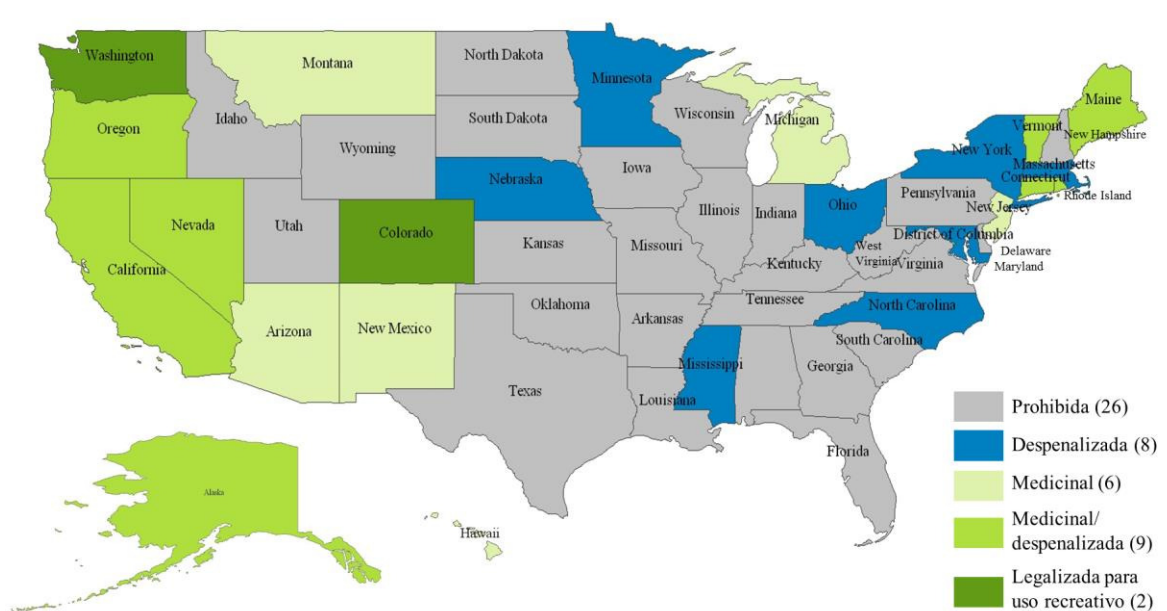 Washington
Montana
North Dakota
Minnesota
Oregon
Idaho
South Dakota
Wisconsin
Michigan
Maine
Vermont
New Hampshire
Wyoming
New York
Massachusetts
Nebraska
Iowa
Connecticut
Rhode Island
Pennsylvania
Nevada
Utah
Colorado
Illinois
Indiana
Ohio
New Jersey
California
Kansas
Missouri
West
Virginia
Virginia
District of Columbia
Delaware
Maryland
Kentucky
Arizona
New Mexico
Oklahoma
Arkansas
Tennessee
North Carolina
South Carolina
Mississippi
Georgia
Texas
Louisiana
Florida
Alaska
Hawaii
Prohibida (26)
Despenalizada (8)
Medicinal (6)
Medicinal/
despenalizada (9)
Legalizada para
uso recreativo (2)